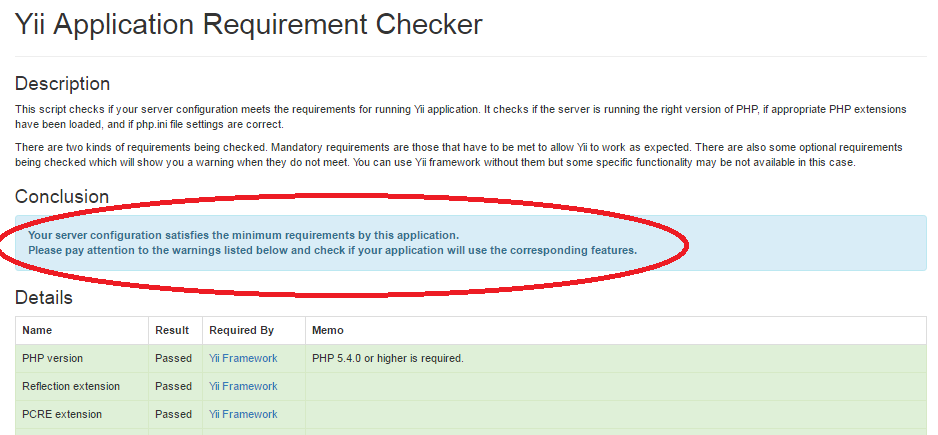 Yii Application Requirement Checker
Description
This script checks if your server configuration meets the requirements for running Yii application. It checks if the server is running the right version of PHP, if appropriate PHP extensions
have been loaded, and if php.ini file settings are correct.
There are two kinds of requirements being checked. Mandatory requirements are those that have to be met to allow Yii to work as expected. There are also some optional requirements
being checked which will show you a warning when they do not meet. You can use Yii framework without them but some specific functionality may be not available in this case.
Conclusion
Your server configuration satisfies the minimum requirements by this application.
Please pay attention to the warnings listed below and check if your application will use the corresponding features.
Details
Name Result Required By Memo
PHP version Passed Yii Framework PHP 5.4.0 or higher is required.
Reflection extension Passed Yii Framework
PCRE extension Passed Yii Framework